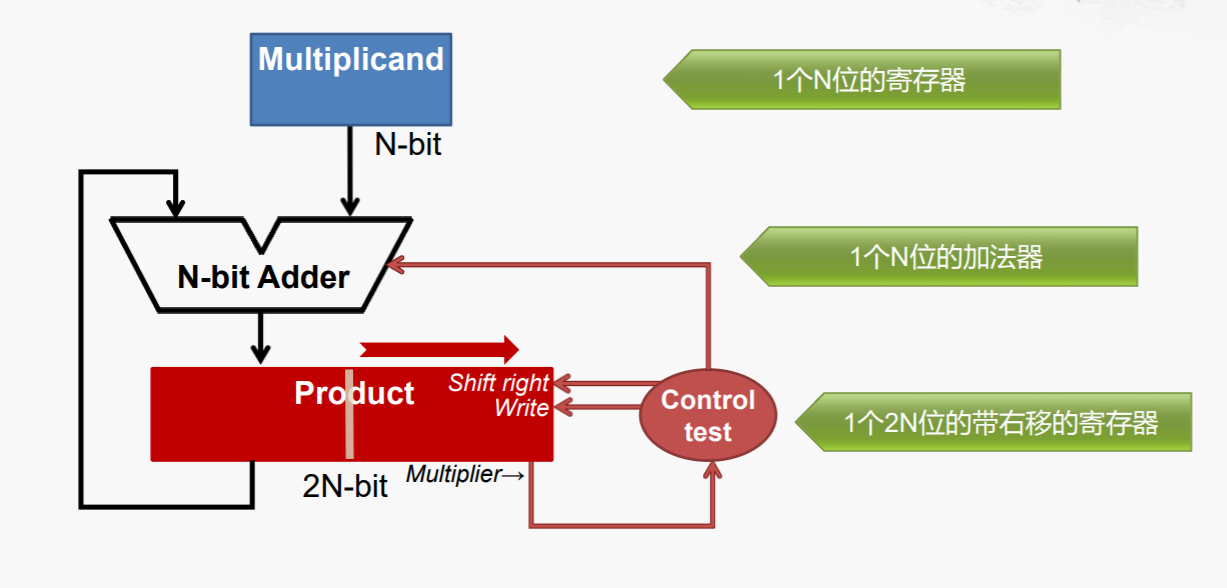 Multiplicand
1个N位的寄存器
N-bit
N-bit Adder
1个N位的加法器
Product
Shift right
Write
Control
test
1个2N位的带右移的寄存器
2N-bit
Multiplier→